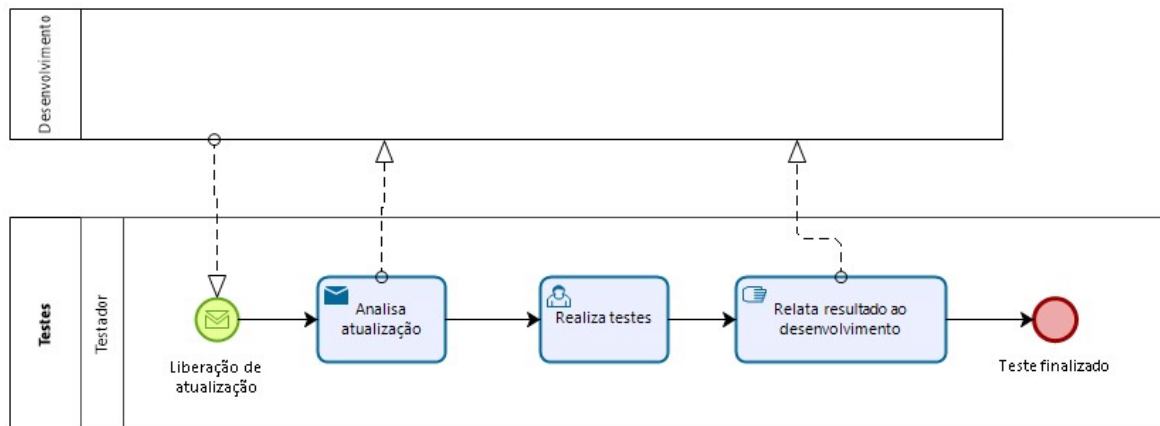 Desenvolvimento
Testes
Testador
Liberação de
atualização
Analisa
atualização
Realiza testes
Relata resultado ao
desenvolvimento
Teste finalizado